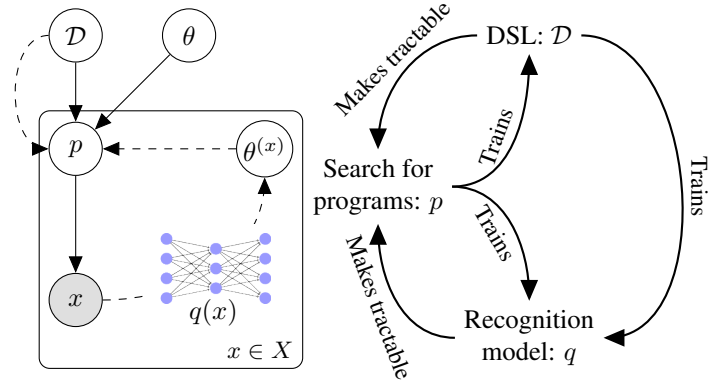 𝒟
θ
p
θ^(x)
x
q(x)
x ∈ X
DSL: 𝒟
Makes tractable
Trains
Trains
Search for
programs: p
Trains
Makes tractable
Recognition
model: q